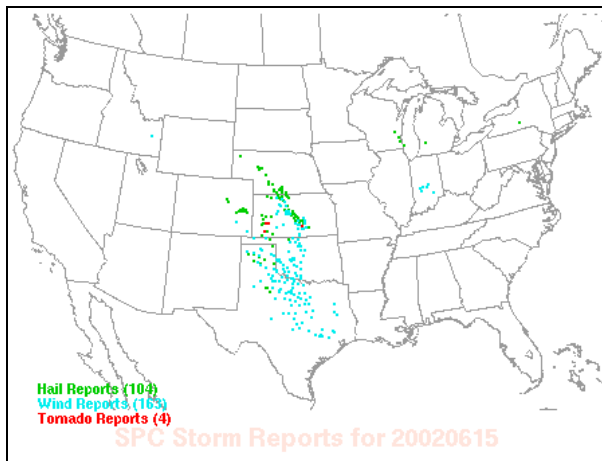 Hail Reports (104)
Wind Reports (163)
Tornado Reports (4)
SPC Storm Reports for 20020615